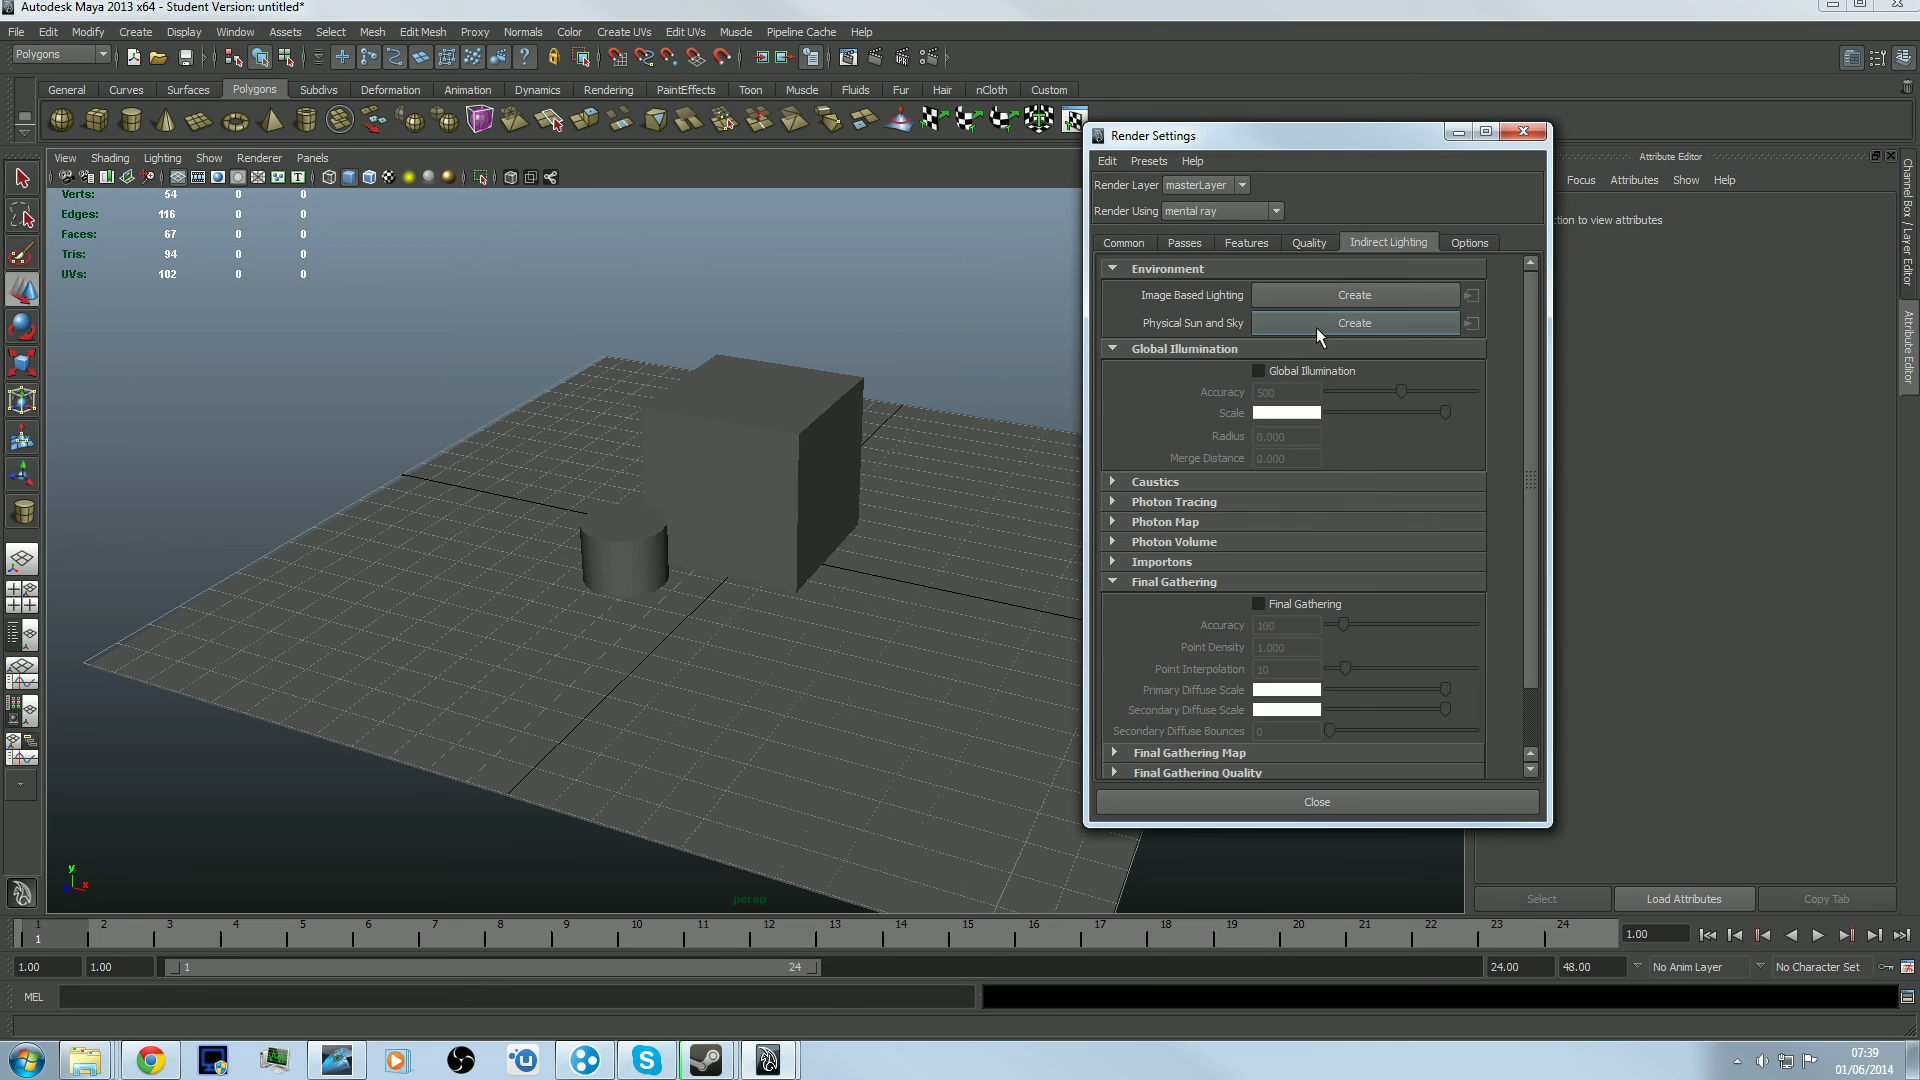 Autodesk Maya 2013 x64 - Student Version: untitled*
File Edit Modify Create Display Window Assets Select Mesh Edit Mesh Proxy Normals Color Create UVs Edit UVs Muscle Pipeline Cache Help
Polygons
General Curves Surfaces Polygons Subdivs Deformation Animation Dynamics Rendering PaintEffects Toon Muscle Fluids Fur Hair nCloth Custom
View Shading Lighting Show Renderer Panels
Verts: 54 0 0
Edges: 116 0 0
Faces: 67 0 0
Tris: 94 0 0
UVs: 102 0 0
persp
y
x
Render Settings
Edit Presets Help
Render Layer masterLayer
Render Using mental ray
Common Passes Features Quality Indirect Lighting Options
Environment
Image Based Lighting Create
Physical Sun and Sky Create
Global Illumination
Global Illumination
Accuracy 500
Scale
Radius 0.000
Merge Distance 0.000
Caustics
Photon Tracing
Photon Map
Photon Volume
Importons
Final Gathering
Final Gathering
Accuracy 100
Point Density 1.000
Point Interpolation 10
Primary Diffuse Scale
Secondary Diffuse Scale
Secondary Diffuse Bounces 0
Final Gathering Map
Final Gathering Quality
Close
Attribute Editor
Focus Attributes Show Help
ction to view attributes
Channel Box / Layer Editor
Attribute Editor
Select Load Attributes Copy Tab
1 2 3 4 5 6 7 8 9 10 11 12 13 14 15 16 17 18 19 20 21 22 23 24
1
1.00
1.00 1.00 1 24 24.00 48.00 No Anim Layer No Character Set
MEL
07:39
01/06/2014